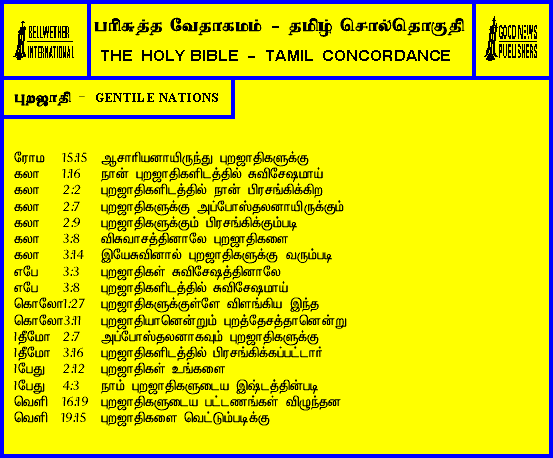 BELLWETHER
INTERNATIONAL
பரிசுத்த வேதாகமம் - தமிழ் சொல்தொகுதி
THE HOLY BIBLE - TAMIL CONCORDANCE
GOOD NEWS
PUBLISHERS
புறஜாதி - GENTILE NATIONS
ரோம 15:15 ஆசாரியனாயிருந்து புறஜாதிகளுக்கு
கலா 1:16 நான் புறஜாதிகளிடத்தில் சுவிசேஷமாய்
கலா 2:2 புறஜாதிகளிடத்தில் நான் பிரசங்கிக்கிற
கலா 2:7 புறஜாதிகளுக்கு அப்போஸ்தலனாயிருக்கும்
கலா 2:9 புறஜாதிகளுக்கும் பிரசங்கிக்கும்படி
கலா 3:8 விசுவாசத்தினாலே புறஜாதிகளை
கலா 3:14 இயேசுவினால் புறஜாதிகளுக்கு வரும்படி
எபே 3:3 புறஜாதிகள் சுவிசேஷத்தினாலே
எபே 3:8 புறஜாதிகளிடத்தில் சுவிசேஷமாய்
கொலோ1:27 புறஜாதிகளுக்குள்ளே விளங்கிய இந்த
கொலோ3:11 புறஜாதியானென்றும் புறத்தேசத்தானென்று
1தீமோ 2:7 அப்போஸ்தலனாகவும் புறஜாதிகளுக்கு
1தீமோ 3:16 புறஜாதிகளிடத்தில் பிரசங்கிக்கப்பட்டார்
1பேது 2:12 புறஜாதிகள் உங்களை
1பேது 4:3 நாம் புறஜாதிகளுடைய இஷ்டத்தின்படி
வெளி 16:19 புறஜாதிகளுடைய பட்டணங்கள் விழுந்தன
வெளி 19:15 புறஜாதிகளை வெட்டும்படிக்கு